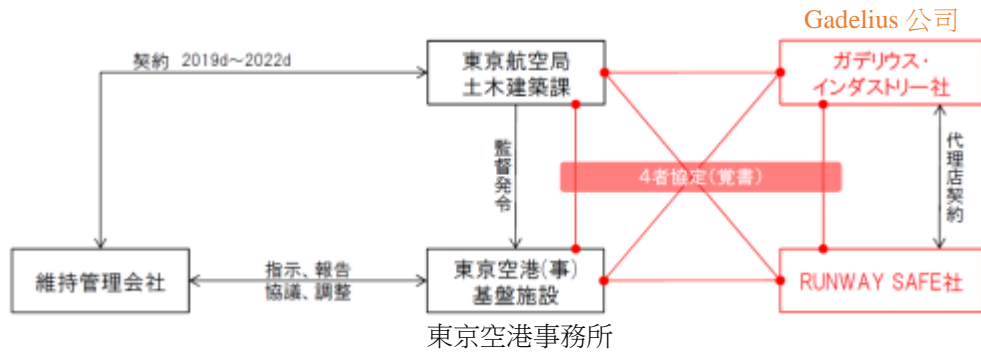 Gadelius 公司
契約 2019d～2022d
東京航空局
土木建築課
ガデリウス・
インダストリー社
監督発令
4者協定(覚書)
代理店契約
維持管理会社
指示、報告
協議、調整
東京空港(事)
基盤施設
RUNWAY SAFE社
東京空港事務所